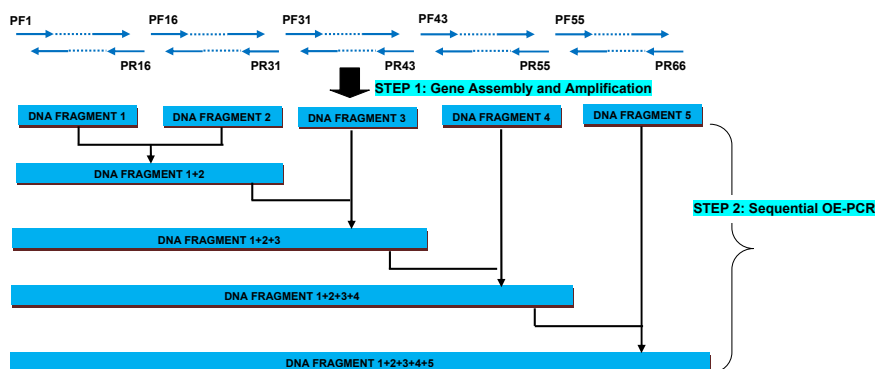 PF1
PF16
PF31
PF43
PF55
PR16
PR31
PR43
PR55
PR66
STEP 1: Gene Assembly and Amplification
DNA FRAGMENT 1
DNA FRAGMENT 2
DNA FRAGMENT 3
DNA FRAGMENT 4
DNA FRAGMENT 5
DNA FRAGMENT 1+2
STEP 2: Sequential OE-PCR
DNA FRAGMENT 1+2+3
DNA FRAGMENT 1+2+3+4
DNA FRAGMENT 1+2+3+4+5